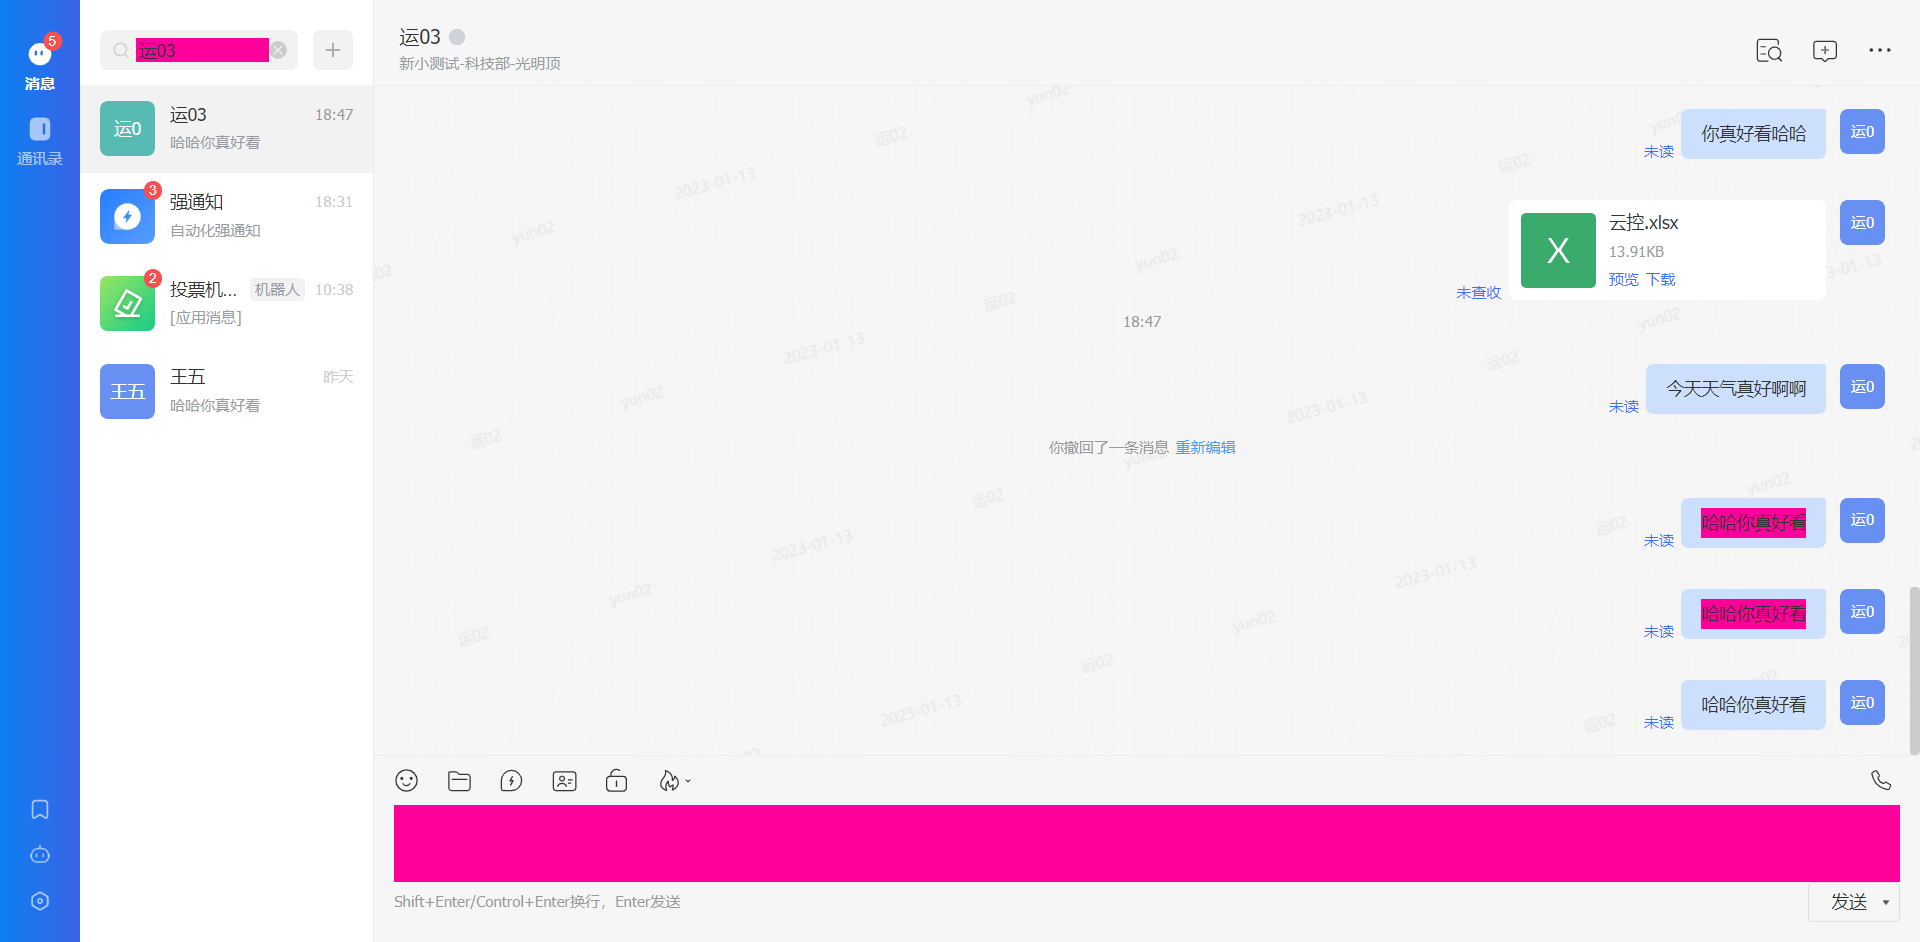 5
消息
通讯录
运03
运0
运03
18:47
哈哈你真好看
3
强通知
18:31
自动化强通知
2
投票机...
机器人
10:38
[应用消息]
王五
王五
昨天
哈哈你真好看
运03
新小测试-科技部-光明顶
你真好看哈哈
运0
未读
X
云控.xlsx
13.91KB
预览 下载
运0
未查收
18:47
今天天气真好啊啊
运0
未读
你撤回了一条消息 重新编辑
哈哈你真好看
运0
未读
哈哈你真好看
运0
未读
哈哈你真好看
运0
未读
yun02
运02
2023-01-13
Shift+Enter/Control+Enter换行，Enter发送
发送